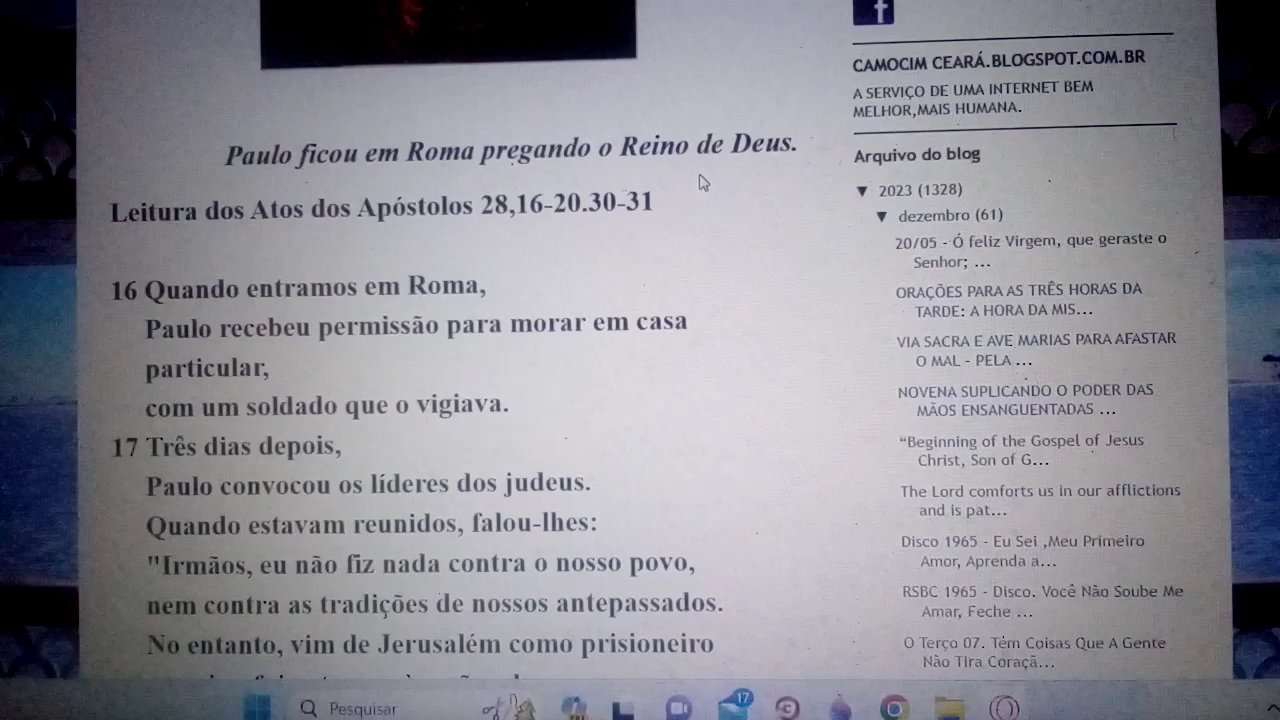 Paulo ficou em Roma pregando o Reino de Deus.
Leitura dos Atos dos Apóstolos 28,16-20.30-31
16 Quando entramos em Roma,
Paulo recebeu permissão para morar em casa
particular,
com um soldado que o vigiava.
17 Três dias depois,
Paulo convocou os líderes dos judeus.
Quando estavam reunidos, falou-lhes:
"Irmãos, eu não fiz nada contra o nosso povo,
nem contra as tradições de nossos antepassados.
No entanto, vim de Jerusalém como prisioneiro
f
CAMOCIM CEARÁ.BLOGSPOT.COM.BR
A SERVIÇO DE UMA INTERNET BEM
MELHOR,MAIS HUMANA.
Arquivo do blog
▼ 2023 (1328)
▼ dezembro (61)
20/05 - Ó feliz Virgem, que geraste o
Senhor; ...
ORAÇÕES PARA AS TRÊS HORAS DA
TARDE: A HORA DA MIS...
VIA SACRA E AVE MARIAS PARA AFASTAR
O MAL - PELA ...
NOVENA SUPLICANDO O PODER DAS
MÃOS ENSANGUENTADAS ...
“Beginning of the Gospel of Jesus
Christ, Son of G...
The Lord comforts us in our afflictions
and is pat...
Disco 1965 - Eu Sei ,Meu Primeiro
Amor, Aprenda a...
RSBC 1965 - Disco. Você Não Soube Me
Amar, Feche ...
O Terço 07. Tem Coisas Que A Gente
Não Tira Coraçã...
Pesquisar
17